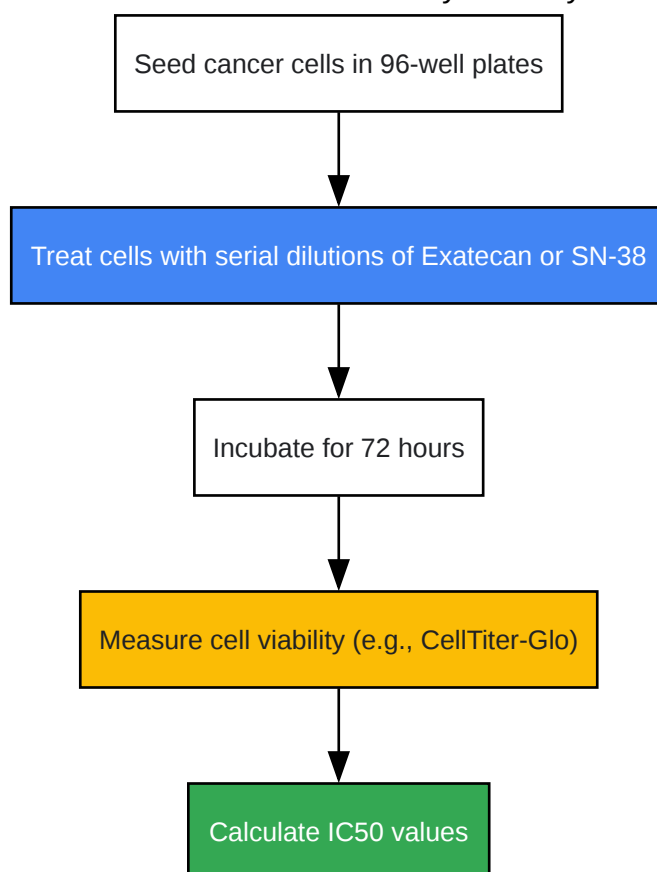 Seed cancer cells in 96-well plates
Treat cells with serial dilutions of Exatecan or SN-38
Incubate for 72 hours
Measure cell viability (e.g., CellTiter-Glo)
Calculate IC50 values